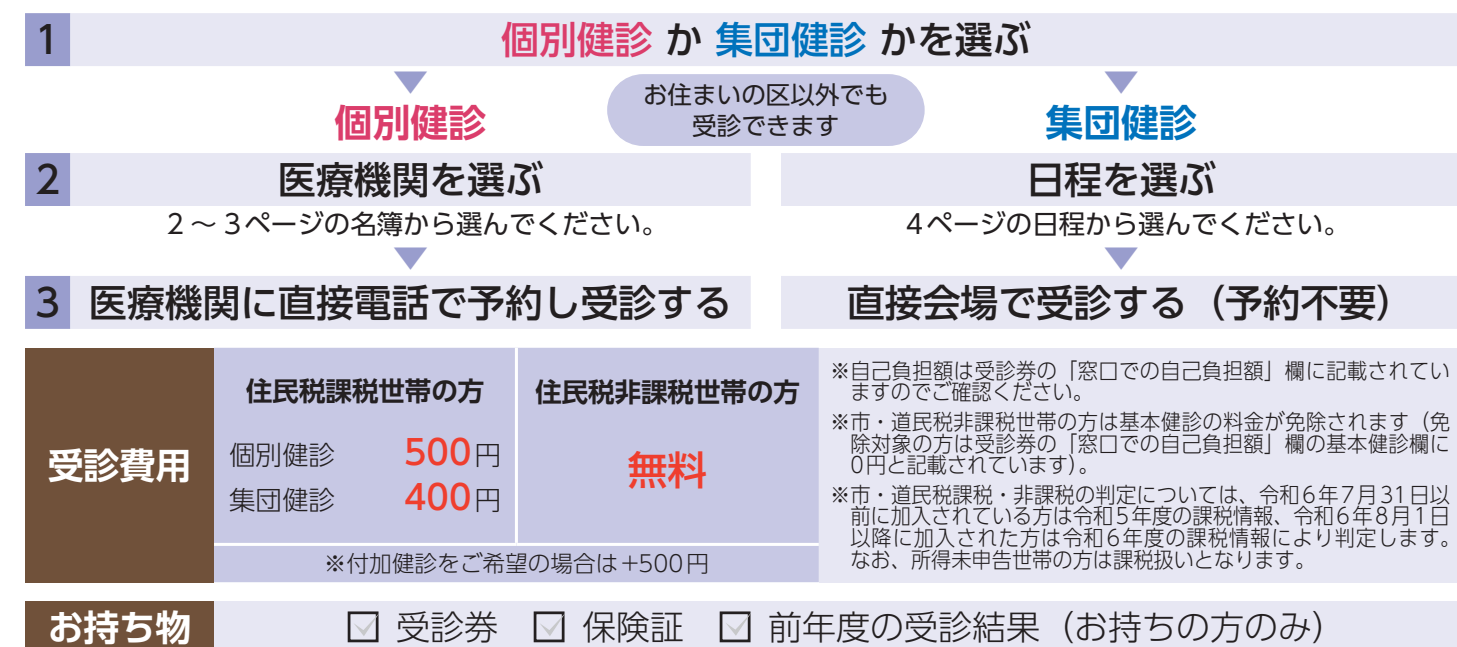 1 個別健診 か 集団健診 かを選ぶ
個別健診
お住まいの区以外でも
受診できます
集団健診
2 医療機関を選ぶ
2～3ページの名簿から選んでください。
日程を選ぶ
4ページの日程から選んでください。
3 医療機関に直接電話で予約し受診する
直接会場で受診する（予約不要）
受診費用
住民税課税世帯の方
個別健診 500円
集団健診 400円
住民税非課税世帯の方
無料
※付加健診をご希望の場合は+500円
※自己負担額は受診券の「窓口での自己負担額」欄に記載されてい
ますのでご確認ください。
※市・道民税非課税世帯の方は基本健診の料金が免除されます（免
除対象の方は受診券の「窓口での自己負担額」欄の基本健診欄に
0円と記載されています）。
※市・道民税課税・非課税の判定については、令和6年7月31日以
前に加入されている方は令和5年度の課税情報、令和6年8月1日
以降に加入された方は令和6年度の課税情報により判定します。
なお、所得未申告世帯の方は課税扱いとなります。
お持ち物 ☑ 受診券 ☑ 保険証 ☑ 前年度の受診結果（お持ちの方のみ）